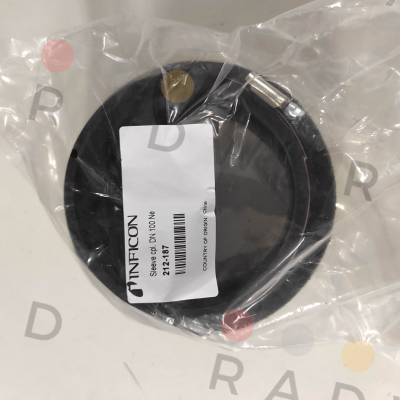 INFICON
Sleeve cpl. DN 100 Ne
212-187
COUNTRY OF ORIGIN: China
P D
R
D
R A D